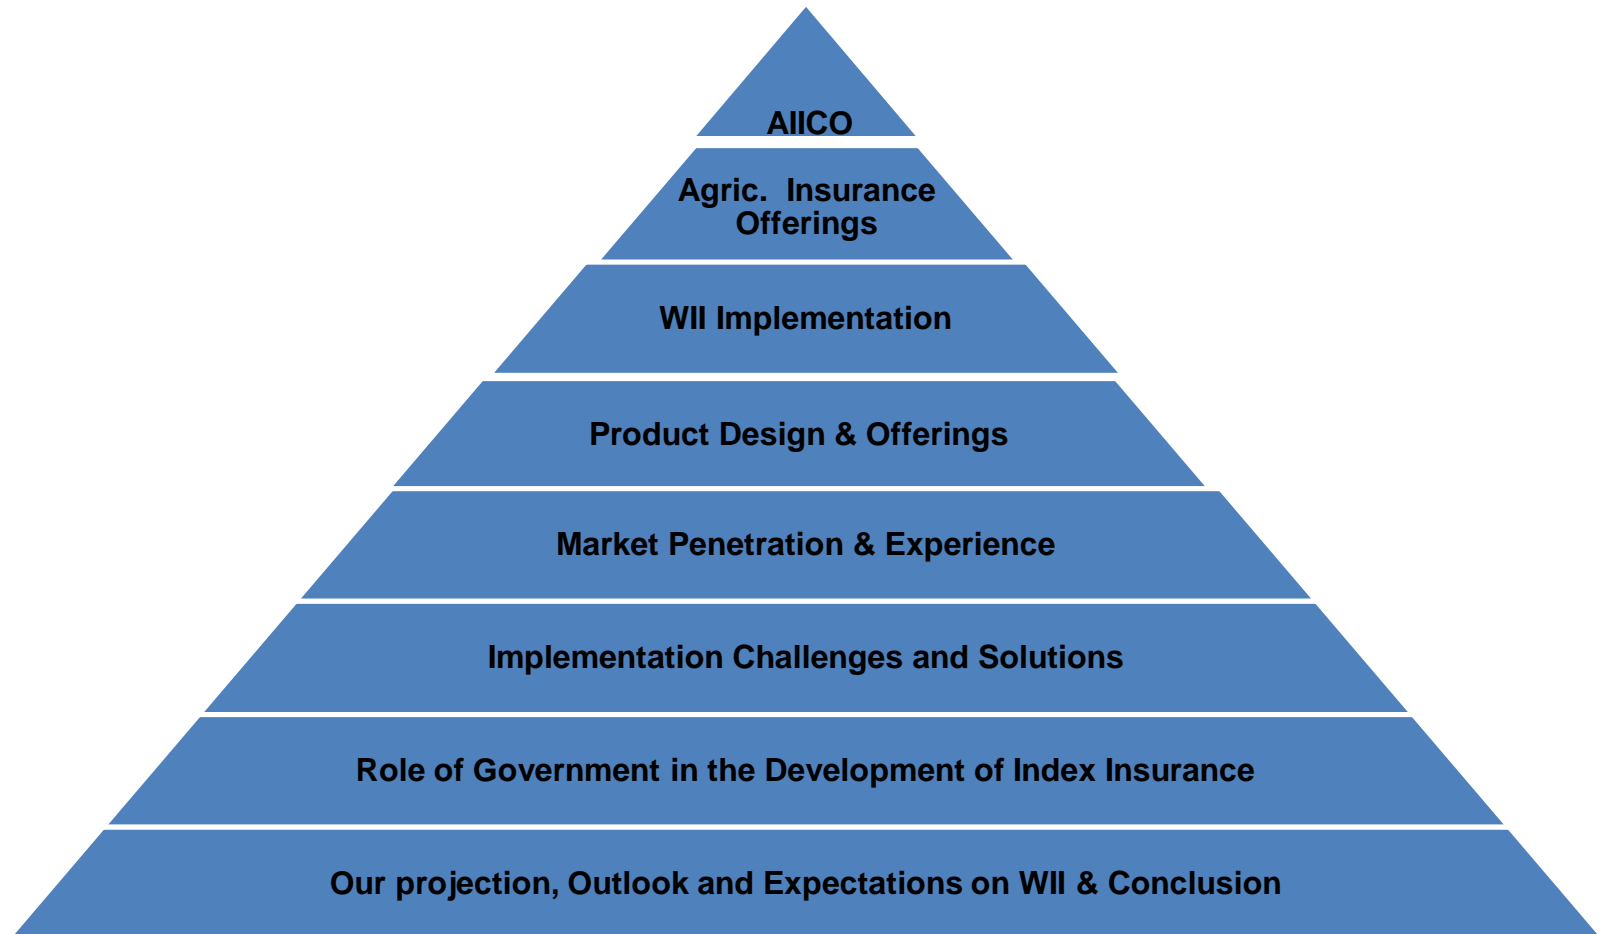 AIICO
Agric. Insurance
Offerings
WII Implementation
Product Design & Offerings
Market Penetration & Experience
Implementation Challenges and Solutions
Role of Government in the Development of Index Insurance
Our projection, Outlook and Expectations on WII & Conclusion